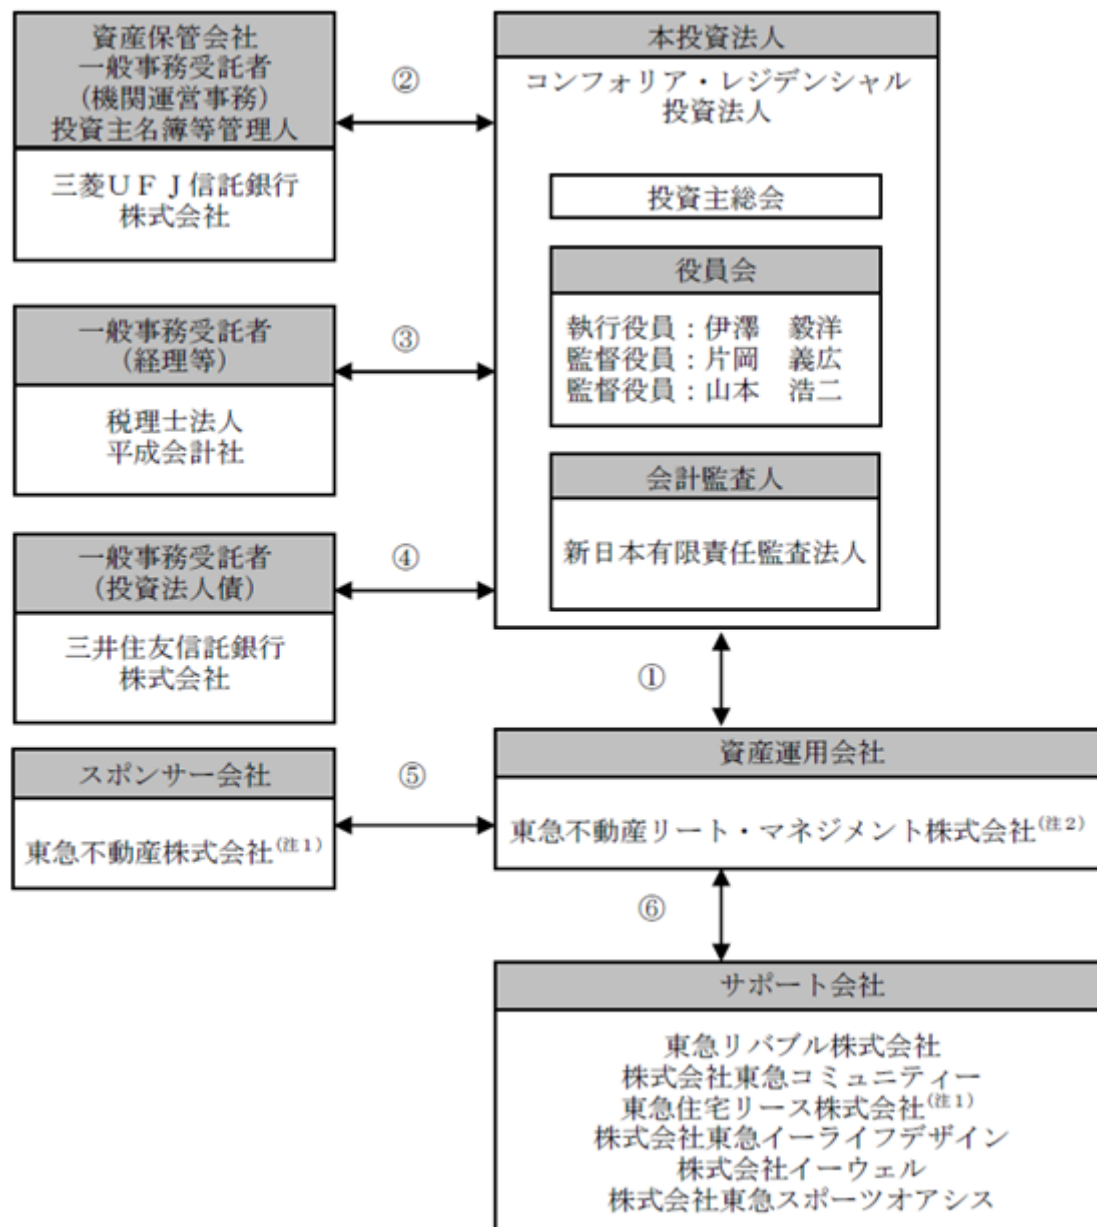 資産保管会社
一般事務受託者
(機関運営事務)
投資主名簿等管理人
三菱UFJ信託銀行
株式会社
②
本投資法人
コンフォリア・レジデンシャル
投資法人
投資主総会
役員会
執行役員：伊澤　毅洋
監督役員：片岡　義広
監督役員：山本　浩二
会計監査人
新日本有限責任監査法人
③
一般事務受託者
(経理等)
税理士法人
平成会計社
④
一般事務受託者
(投資法人債)
三井住友信託銀行
株式会社
①
スポンサー会社
東急不動産株式会社(注1)
⑤
資産運用会社
東急不動産リート・マネジメント株式会社(注2)
⑥
サポート会社
東急リバブル株式会社
株式会社東急コミュニティー
東急住宅リース株式会社(注1)
株式会社東急イーライフデザイン
株式会社イーウェル
株式会社東急スポーツオアシス